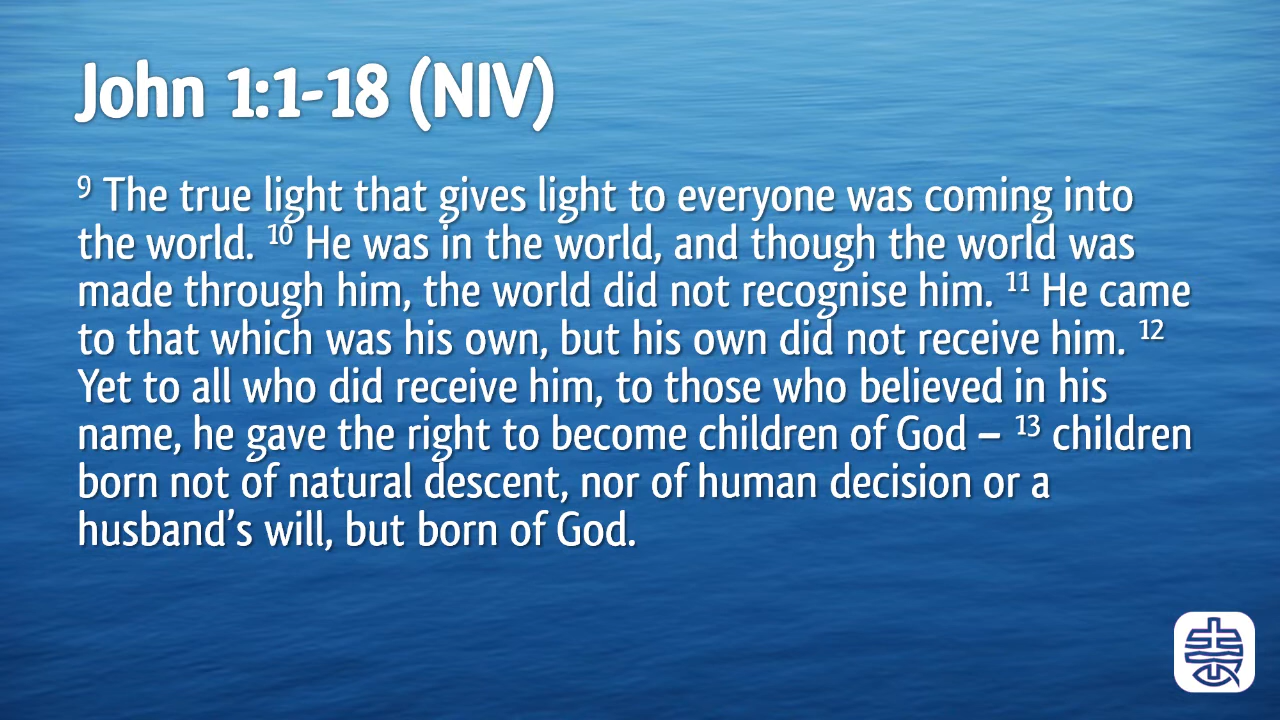 John 1:1-18 (NIV)
9 The true light that gives light to everyone was coming into
the world. 10 He was in the world, and though the world was
made through him, the world did not recognise him. 11 He came
to that which was his own, but his own did not receive him. 12
Yet to all who did receive him, to those who believed in his
name, he gave the right to become children of God – 13 children
born not of natural descent, nor of human decision or a
husband’s will, but born of God.